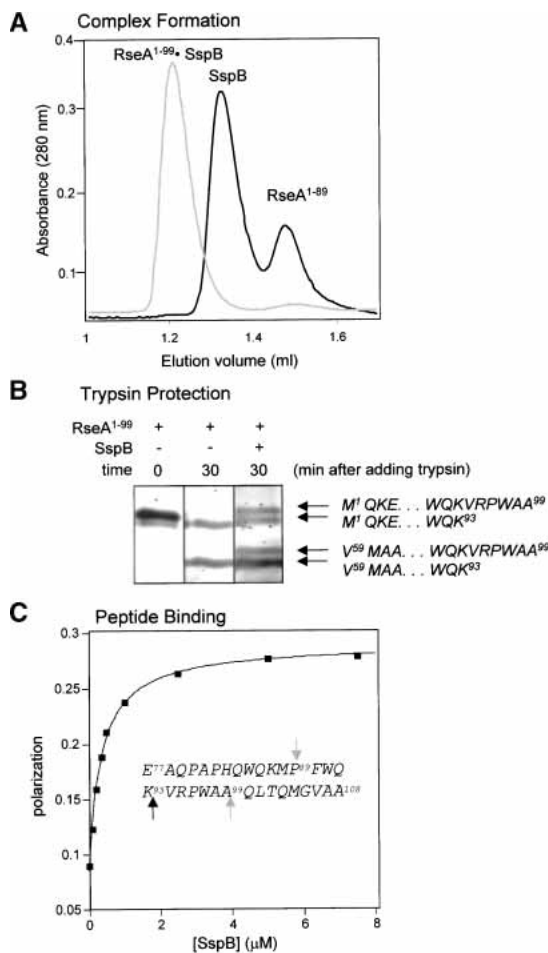 A Complex Formation
RseA¹⁻⁹⁹• SspB
SspB
RseA¹⁻⁸⁹
0.4
0.3
0.2
0.1
Absorbance (280 nm)
1 1.2 1.4 1.6
Elution volume (ml)
B Trypsin Protection
RseA¹⁻⁹⁹ + + +
SspB - - +
time 0 30 30 (min after adding trypsin)
M¹ QKE . . . WQKVRPWAA⁹⁹
M¹ QKE. . . WQK⁹³
V⁵⁹ MAA. . . WQKVRPWAA⁹⁹
V⁵⁹ MAA. . . WQK⁹³
C Peptide Binding
0.3
0.25
0.2
0.15
0.1
0.05
polarization
E⁷⁷AQPAPHQWQKMP⁸⁹FWQ
K⁹³VRPWAA⁹⁹QLTQMGVAA¹⁰⁸
0 2 4 6 8
[SspB] (μM)